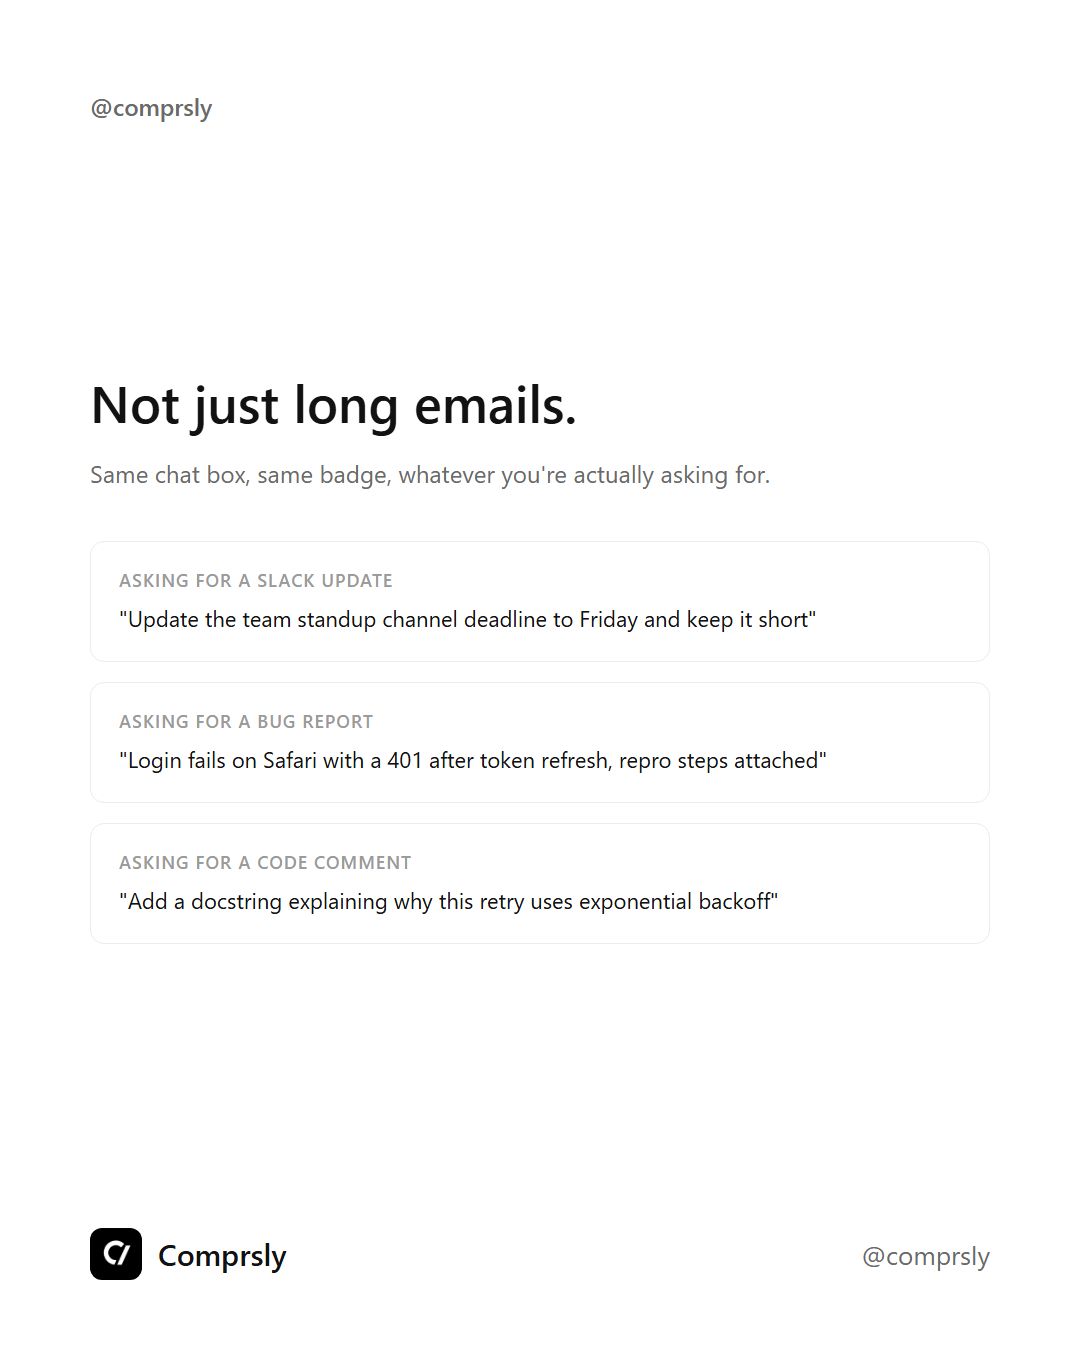 @comprsly
Not just long emails.
Same chat box, same badge, whatever you're actually asking for.
ASKING FOR A SLACK UPDATE
"Update the team standup channel deadline to Friday and keep it short"
ASKING FOR A BUG REPORT
"Login fails on Safari with a 401 after token refresh, repro steps attached"
ASKING FOR A CODE COMMENT
"Add a docstring explaining why this retry uses exponential backoff"
Comprsly
@comprsly